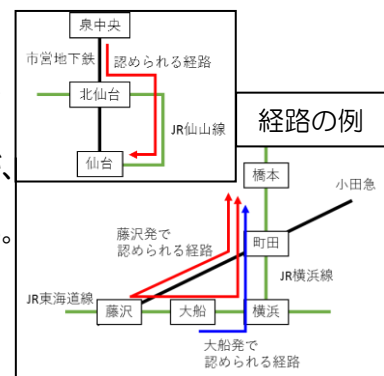 泉中央
市営地下鉄
認められる経路
北仙台
JR仙山線
仙台
経路の例
、
。
橋本
小田急
藤沢発で
認められる経路
町田
JR横浜線
JR東海道線
藤沢
大船
横浜
大船発で
認められる経路